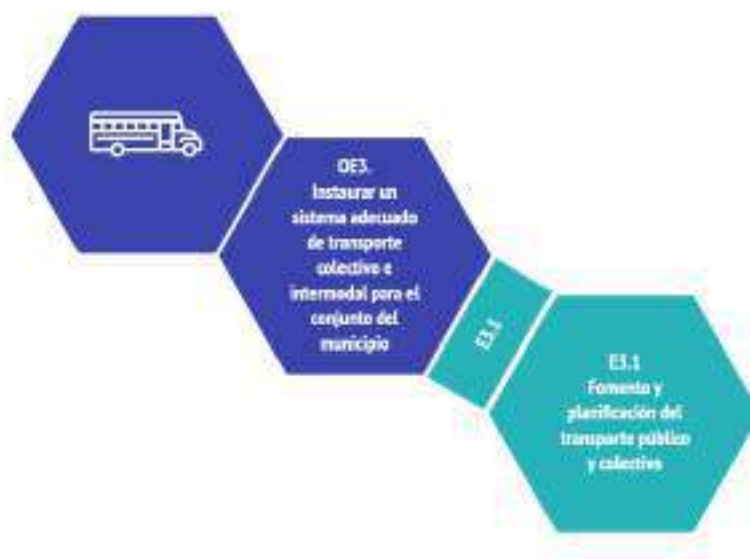 OE3.
Instaurar un
sistema adecuado
de transporte
colectivo e
intermodal para el
conjunto del
municipio
E3.1
E3.1
Fomento y
planificación del
transporte público
y colectivo